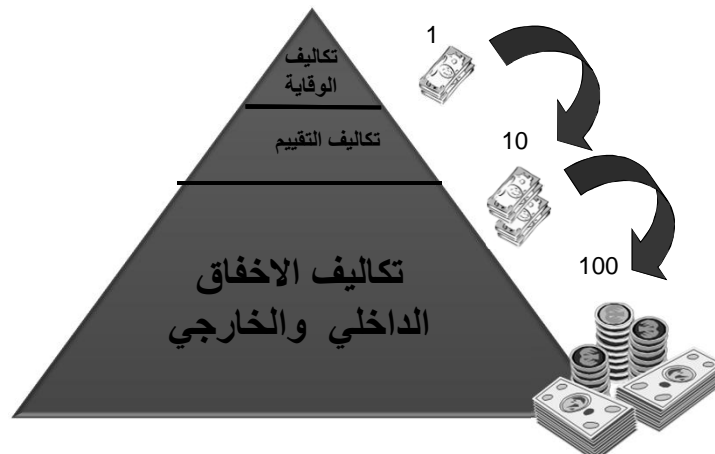 تكاليف
الوقاية
1
تكاليف التقييم
10
تكاليف الاخفاق
الداخلي والخارجي
100